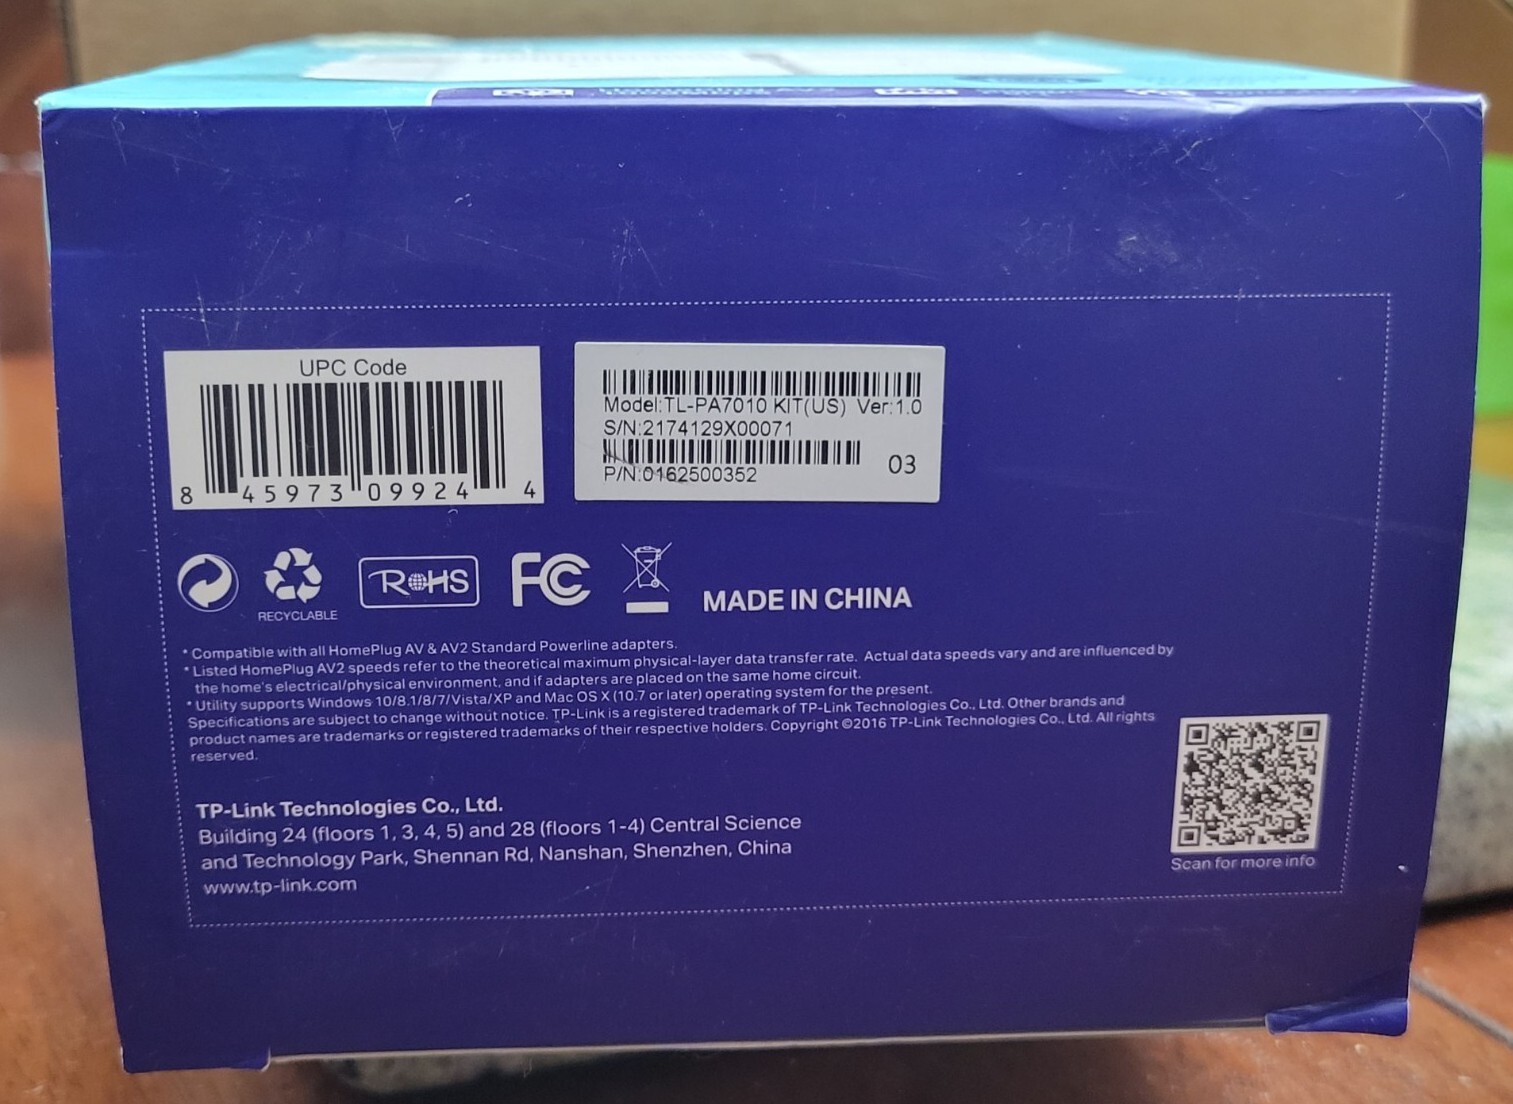 UPC Code
8 45973 09924 4
Model:TL-PA7010 KIT(US) Ver:1.0
S/N:2174129X00071
03
P/N:0162500352
RECYCLABLE
RoHS
FC
MADE IN CHINA
* Compatible with all HomePlug AV & AV2 Standard Powerline adapters.
* Listed HomePlug AV2 speeds refer to the theoretical maximum physical-layer data transfer rate. Actual data speeds vary and are influenced by
the home's electrical/physical environment, and if adapters are placed on the same home circuit.
* Utility supports Windows 10/8.1/8/7/Vista/XP and Mac OS X (10.7 or later) operating system for the present.
Specifications are subject to change without notice. TP-Link is a registered trademark of TP-Link Technologies Co., Ltd. Other brands and
product names are trademarks or registered trademarks of their respective holders. Copyright ©2016 TP-Link Technologies Co., Ltd. All rights
reserved.
TP-Link Technologies Co., Ltd.
Building 24 (floors 1, 3, 4, 5) and 28 (floors 1-4) Central Science
and Technology Park, Shennan Rd, Nanshan, Shenzhen, China
www.tp-link.com
Scan for more info